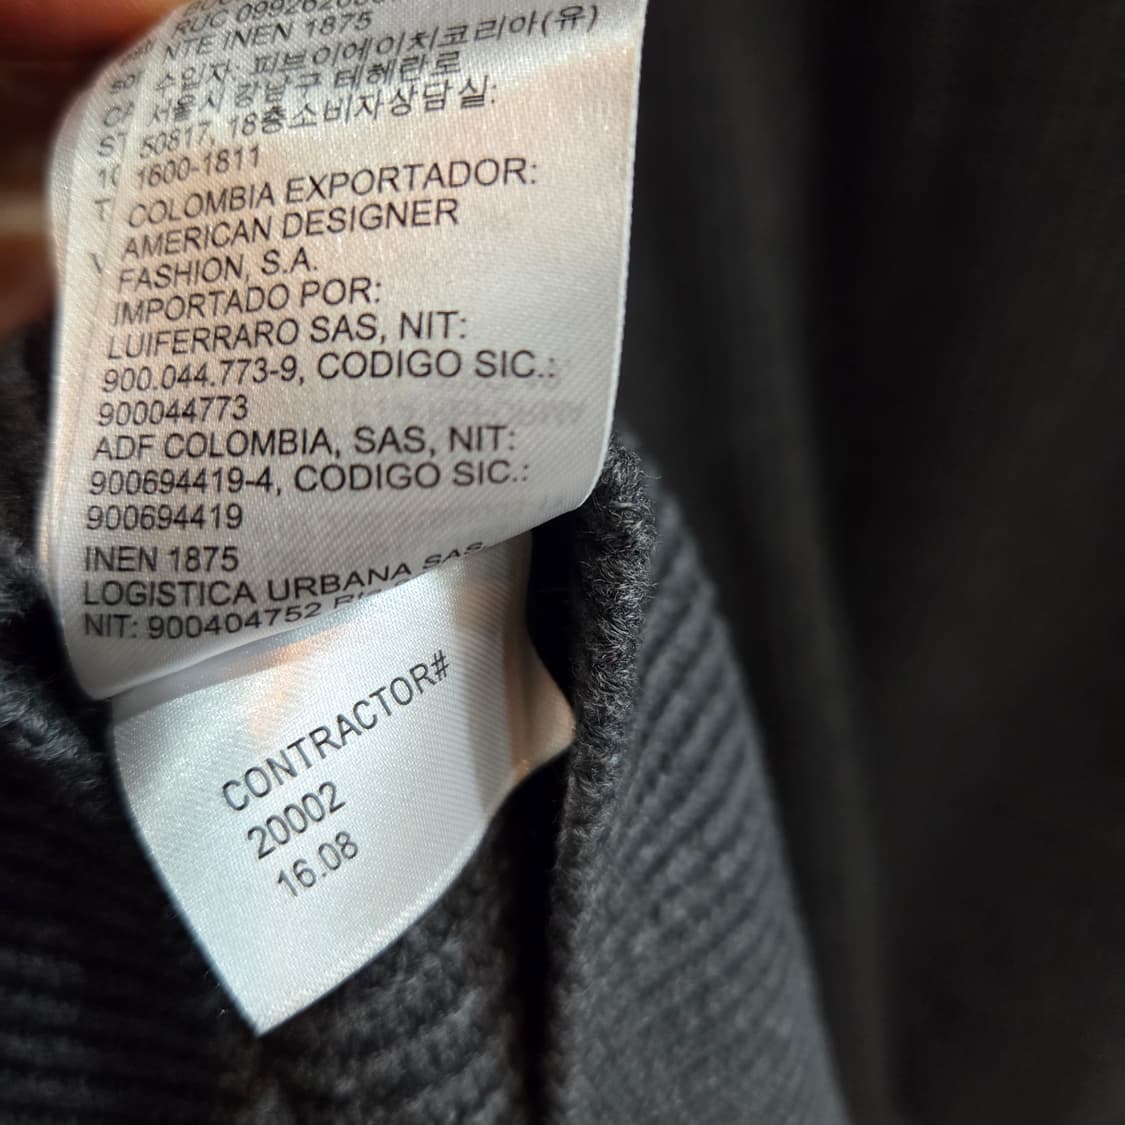 NTE INEN 1875
수입자 피브이에이치코리아(유)
서울시 강남구 테헤란로
50817, 18층소비자상담실:
1600-1811
COLOMBIA EXPORTADOR:
AMERICAN DESIGNER
FASHION, S.A.
IMPORTADO POR:
LUIFERRARO SAS, NIT:
900.044.773-9, CODIGO SIC.:
900044773
ADF COLOMBIA, SAS, NIT:
900694419-4, CODIGO SIC.:
900694419
INEN 1875
LOGISTICA URBANA SAS
NIT: 900404752
CONTRACTOR#
20002
16.08